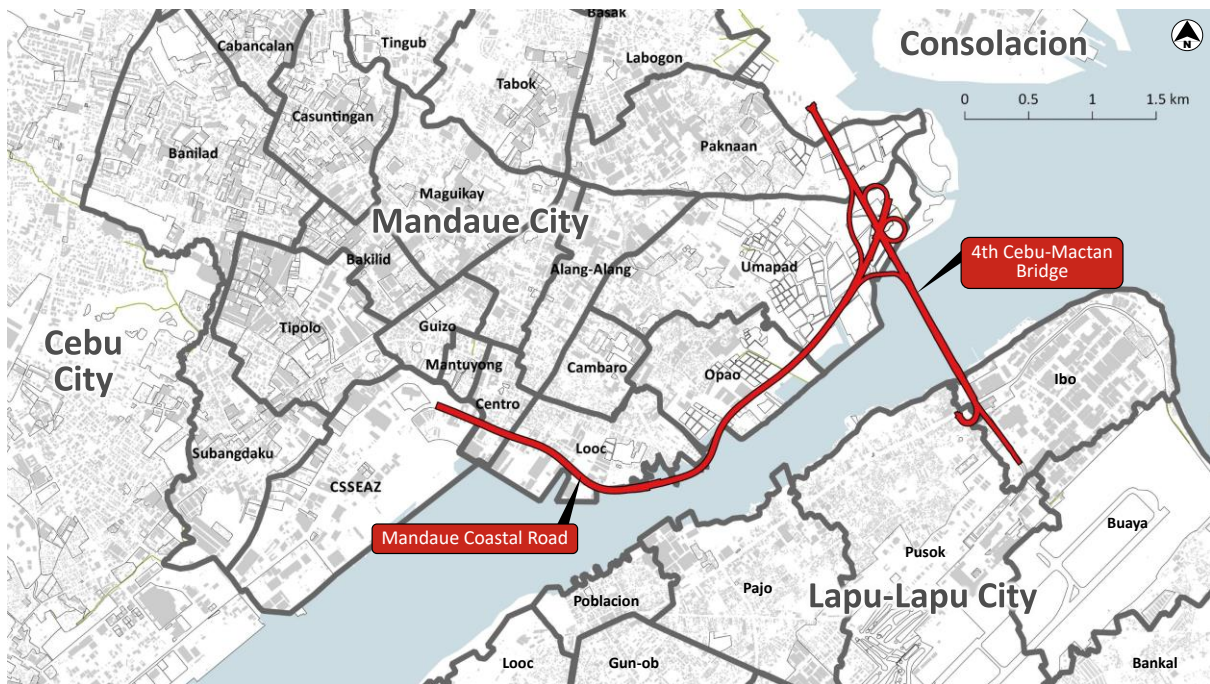 Basak
Consolacion
N
Cabancalan
Tingub
Labogon
Tabok
0 0.5 1 1.5 km
Casuntingan
Banilad
Paknaan
Maguikay
Mandaue City
4th Cebu-Mactan
Bridge
Bakilid
Alang-Alang
Umapad
Guizo
Tipolo
Cebu
City
Mantuyong
Cambaro
Opao
Ibo
Centro
Looc
Subangdaku
CSSEAZ
Mandaue Coastal Road
Buaya
Pusok
Pajo
Lapu-Lapu City
Poblacion
Looc
Gun-ob
Bankal